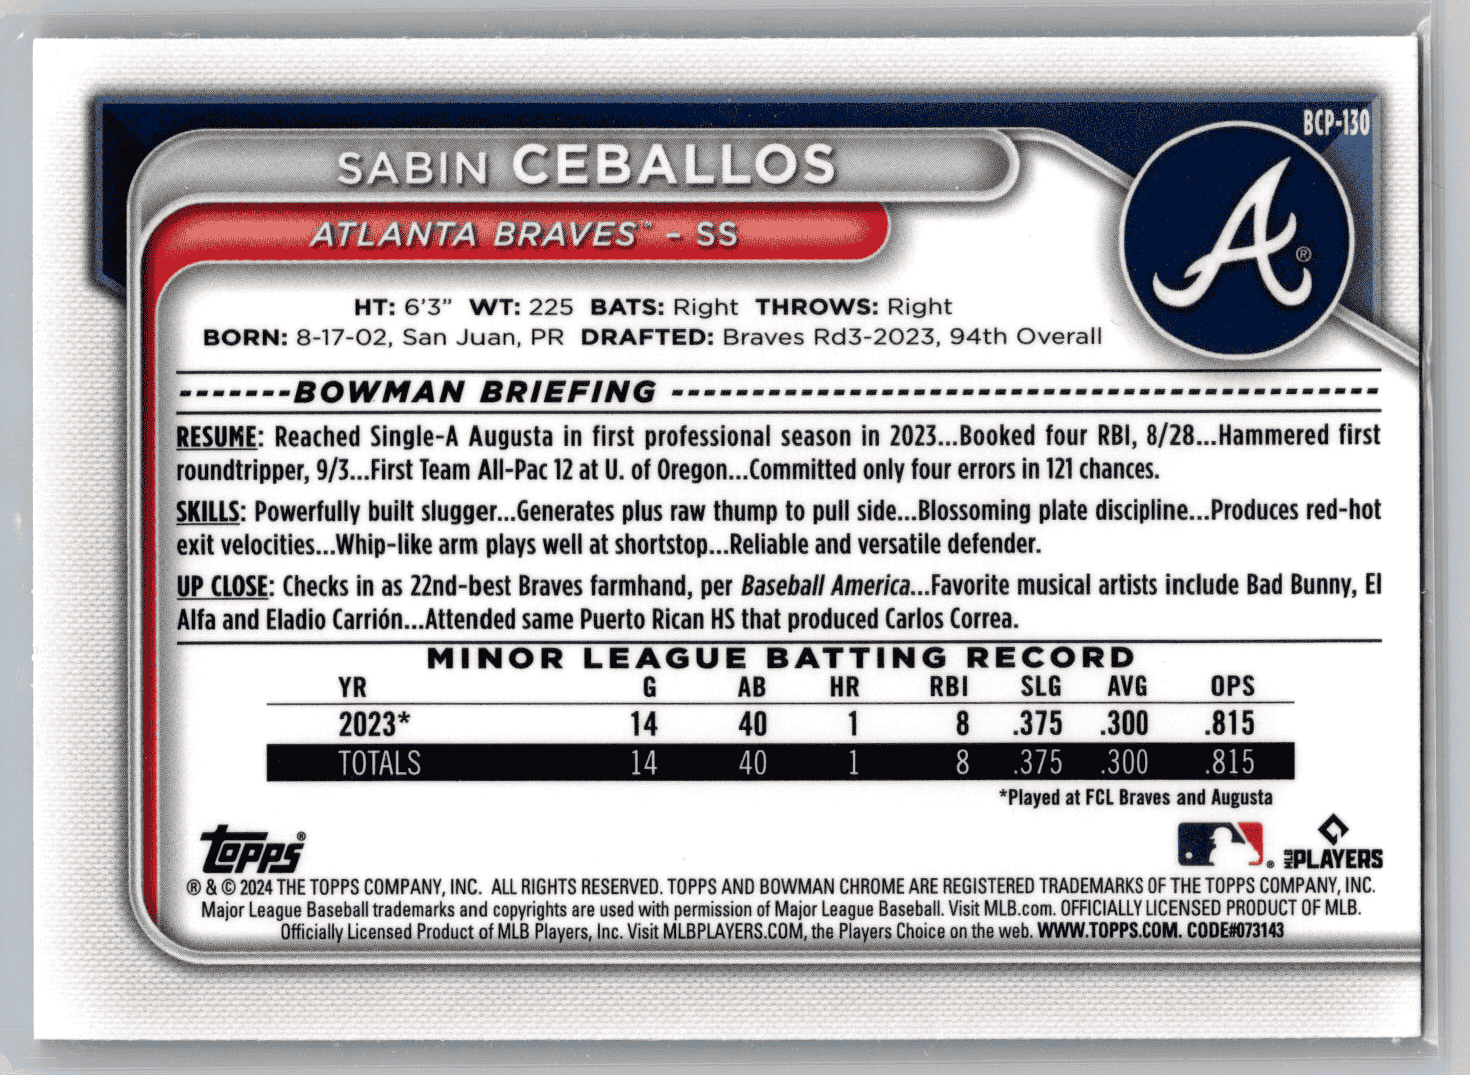 BCP-130
SABIN CEBALLOS
ATLANTA BRAVES™ - SS
A®
HT: 6'3" WT: 225 BATS: Right THROWS: Right
BORN: 8-17-02, San Juan, PR DRAFTED: Braves Rd3-2023, 94th Overall
-------BOWMAN BRIEFING -------------------------------------------
RESUME: Reached Single-A Augusta in first professional season in 2023...Booked four RBI, 8/28...Hammered first
roundtripper, 9/3...First Team All-Pac 12 at U. of Oregon...Committed only four errors in 121 chances.
SKILLS: Powerfully built slugger...Generates plus raw thump to pull side...Blossoming plate discipline...Produces red-hot
exit velocities...Whip-like arm plays well at shortstop...Reliable and versatile defender.
UP CLOSE: Checks in as 22nd-best Braves farmhand, per Baseball America...Favorite musical artists include Bad Bunny, El
Alfa and Eladio Carrión...Attended same Puerto Rican HS that produced Carlos Correa.
MINOR LEAGUE BATTING RECORD
YR G AB HR RBI SLG AVG OPS
2023* 14 40 1 8 .375 .300 .815
TOTALS 14 40 1 8 .375 .300 .815
*Played at FCL Braves and Augusta
topps®
MLB PLAYERS
® & © 2024 THE TOPPS COMPANY, INC. ALL RIGHTS RESERVED. TOPPS AND BOWMAN CHROME ARE REGISTERED TRADEMARKS OF THE TOPPS COMPANY, INC.
Major League Baseball trademarks and copyrights are used with permission of Major League Baseball. Visit MLB.com. OFFICIALLY LICENSED PRODUCT OF MLB.
Officially Licensed Product of MLB Players, Inc. Visit MLBPLAYERS.COM, the Players Choice on the web. WWW.TOPPS.COM. CODE#073143